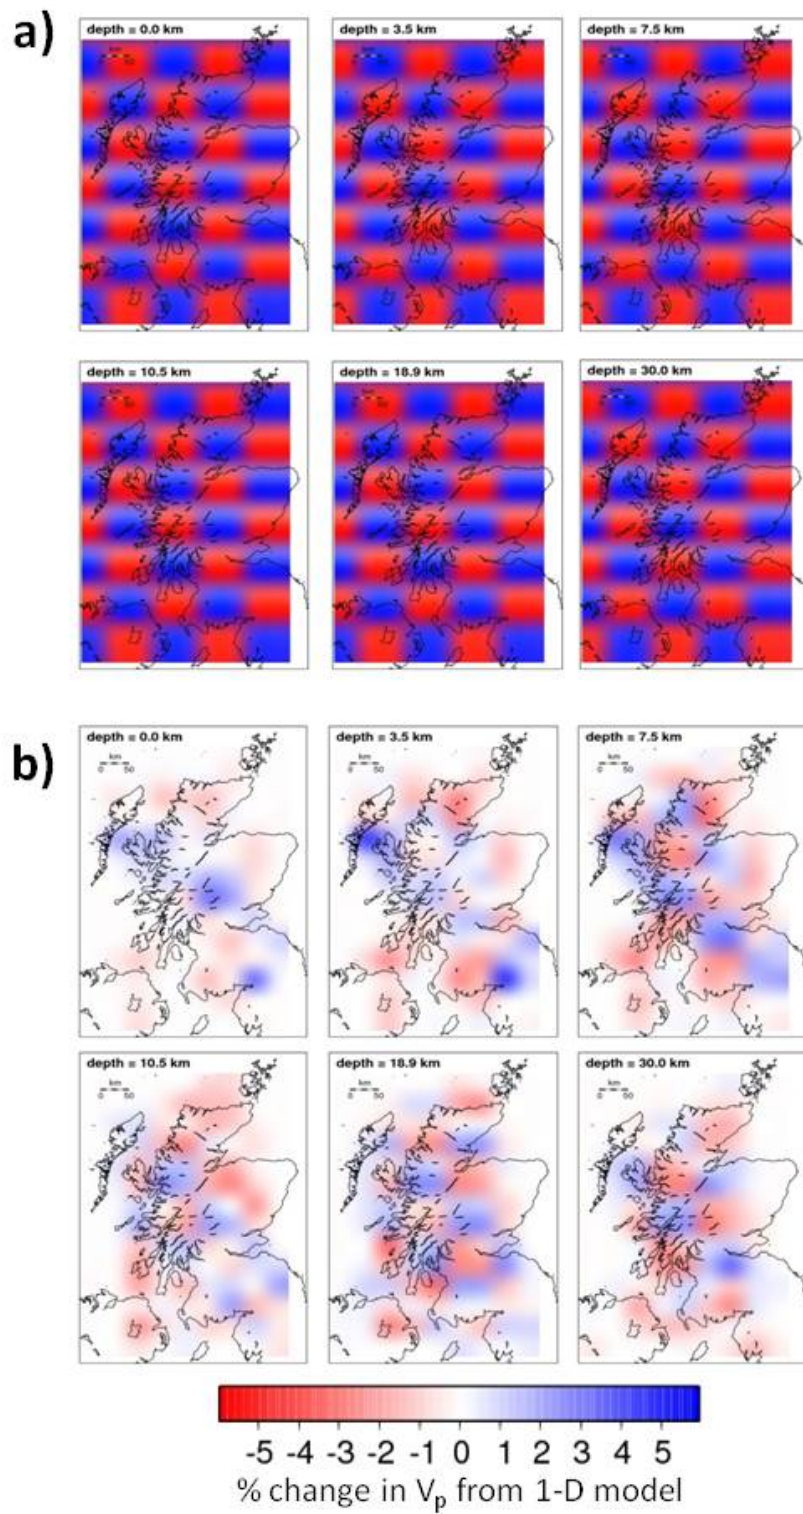 a)
depth = 0.0 km
depth = 3.5 km
depth = 7.5 km
km
depth = 10.5 km
depth = 18.9 km
depth = 30.0 km
km
b)
depth = 0.0 km
depth = 3.5 km
depth = 7.5 km
km
0 50
km
0 50
km
0 50
depth = 10.5 km
depth = 18.9 km
depth = 30.0 km
km
0 50
km
0 50
km
0 50
-5 -4 -3 -2 -1 0 1 2 3 4 5
% change in Vp from 1-D model